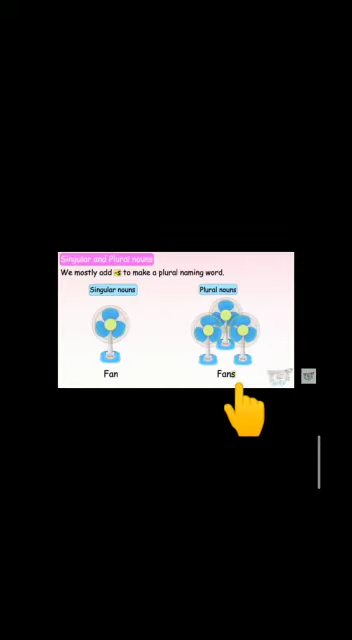 Singular and Plural nouns
We mostly add -s to make a plural naming word.
Singular nouns
Plural nouns
Fan
Fans